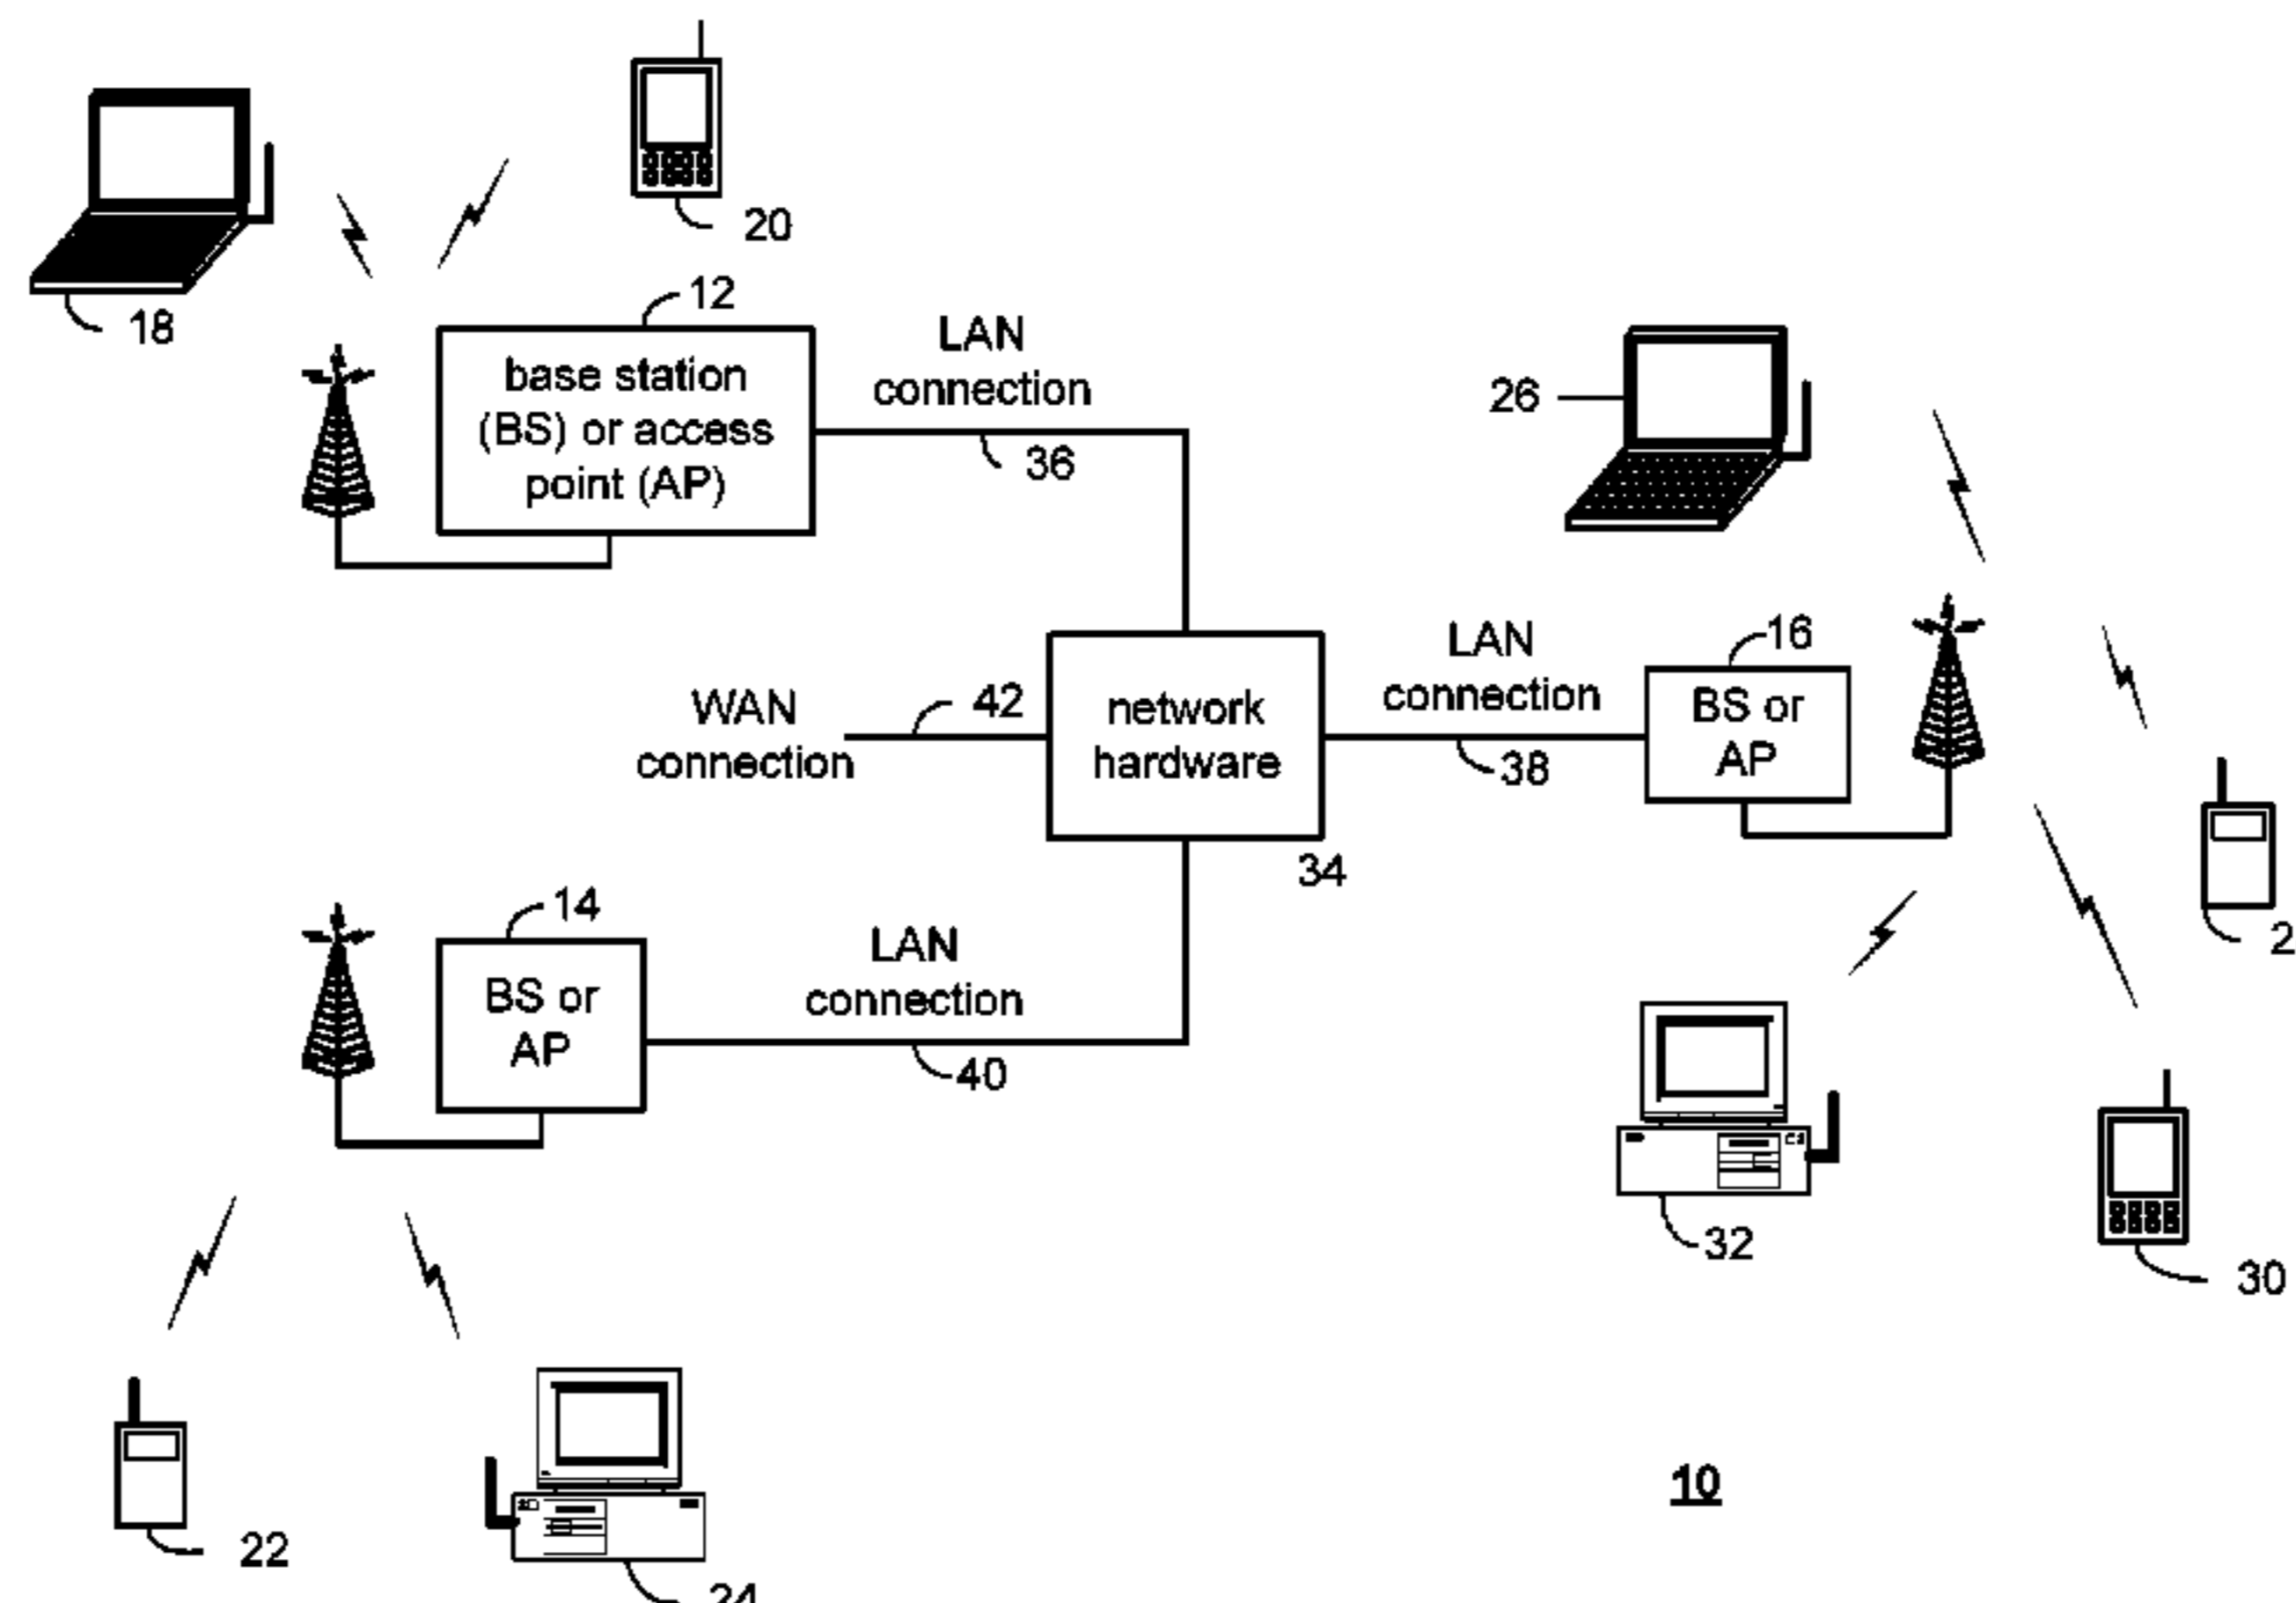 20
18
12
base station
(BS) or access
point (AP)
LAN
connection
36
26
WAN
connection
42
network
hardware
34
LAN
connection
38
16
BS or
AP
2
14
BS or
AP
LAN
connection
40
32
30
22
24
10